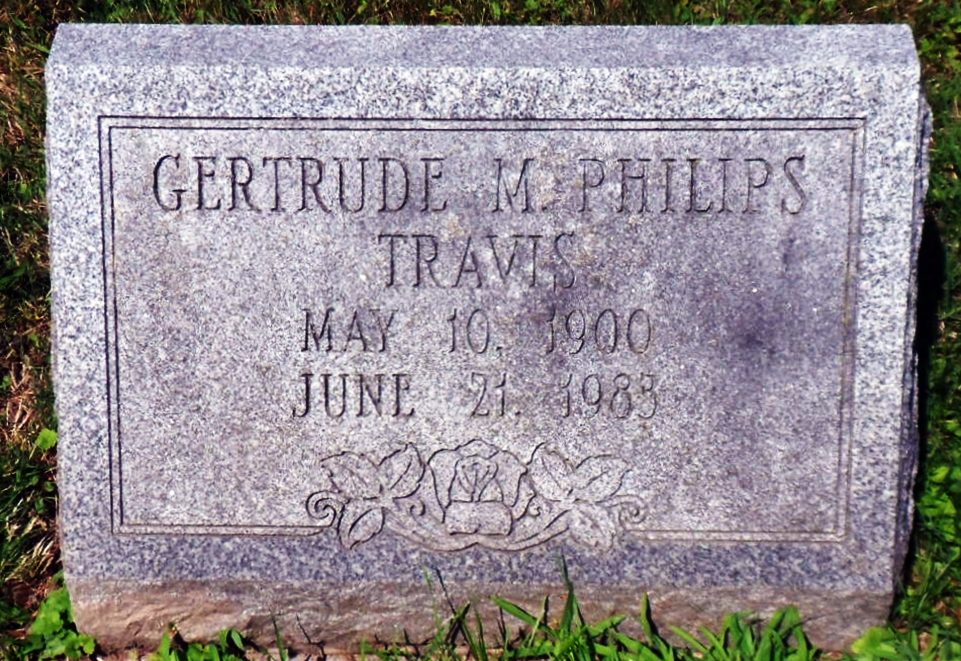 GERTRUDE M. PHILIPS
TRAVIS
MAY 10, 1900
JUNE 21, 1983